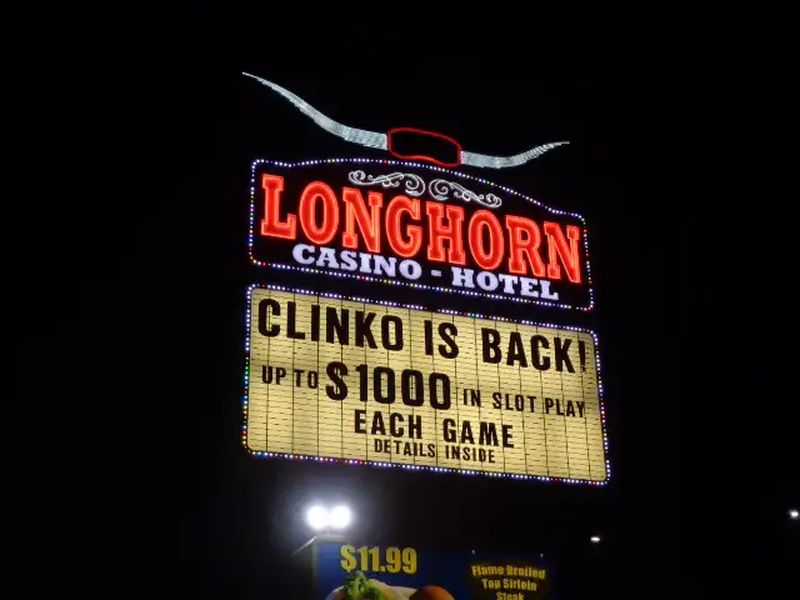 LONGHORN
CASINO - HOTEL
CLINKO IS BACK!
UP TO $1000 IN SLOT PLAY
EACH GAME
DETAILS INSIDE
$11.99
Flame Broiled
Top Sirloin
Steak